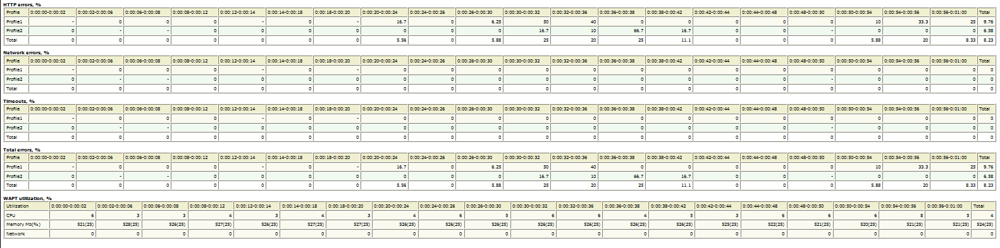 HTTP errors, %
Profile 0:00:00-0:00:02 0:00:02-0:00:06 0:00:06-0:00:08 0:00:08-0:00:12 0:00:12-0:00:14 0:00:14-0:00:18 0:00:18-0:00:20 0:00:20-0:00:24 0:00:24-0:00:26 0:00:26-0:00:30 0:00:30-0:00:32 0:00:32-0:00:36 0:00:36-0:00:38 0:00:38-0:00:42 0:00:42-0:00:44 0:00:44-0:00:48 0:00:48-0:00:50 0:00:50-0:00:54 0:00:54-0:00:56 0:00:56-0:01:00 Total
Profile1 - 0 0 0 - 0 - 16.7 0 6.25 50 40 0 0 0 0 0 10 33.3 25 9.76
Profile2 0 - - 0 0 0 0 0 0 0 16.7 10 66.7 16.7 0 0 - 0 0 0 6.58
Total 0 0 0 0 0 0 0 5.56 0 5.88 25 20 25 11.1 0 0 0 5.88 20 8.33 8.23
Network errors, %
Profile 0:00:00-0:00:02 0:00:02-0:00:06 0:00:06-0:00:08 0:00:08-0:00:12 0:00:12-0:00:14 0:00:14-0:00:18 0:00:18-0:00:20 0:00:20-0:00:24 0:00:24-0:00:26 0:00:26-0:00:30 0:00:30-0:00:32 0:00:32-0:00:36 0:00:36-0:00:38 0:00:38-0:00:42 0:00:42-0:00:44 0:00:44-0:00:48 0:00:48-0:00:50 0:00:50-0:00:54 0:00:54-0:00:56 0:00:56-0:01:00 Total
Profile1 - 0 0 0 - 0 - 0 0 0 0 0 0 0 0 0 0 0 0 0 0
Profile2 0 - - 0 0 0 0 0 0 0 0 0 0 0 0 0 - 0 0 0 0
Total 0 0 0 0 0 0 0 0 0 0 0 0 0 0 0 0 0 0 0 0 0
Timeouts, %
Profile 0:00:00-0:00:02 0:00:02-0:00:06 0:00:06-0:00:08 0:00:08-0:00:12 0:00:12-0:00:14 0:00:14-0:00:18 0:00:18-0:00:20 0:00:20-0:00:24 0:00:24-0:00:26 0:00:26-0:00:30 0:00:30-0:00:32 0:00:32-0:00:36 0:00:36-0:00:38 0:00:38-0:00:42 0:00:42-0:00:44 0:00:44-0:00:48 0:00:48-0:00:50 0:00:50-0:00:54 0:00:54-0:00:56 0:00:56-0:01:00 Total
Profile1 - 0 0 0 - 0 - 0 0 0 0 0 0 0 0 0 0 0 0 0 0
Profile2 0 - - 0 0 0 0 0 0 0 0 0 0 0 0 0 - 0 0 0 0
Total 0 0 0 0 0 0 0 0 0 0 0 0 0 0 0 0 0 0 0 0 0
Total errors, %
Profile 0:00:00-0:00:02 0:00:02-0:00:06 0:00:06-0:00:08 0:00:08-0:00:12 0:00:12-0:00:14 0:00:14-0:00:18 0:00:18-0:00:20 0:00:20-0:00:24 0:00:24-0:00:26 0:00:26-0:00:30 0:00:30-0:00:32 0:00:32-0:00:36 0:00:36-0:00:38 0:00:38-0:00:42 0:00:42-0:00:44 0:00:44-0:00:48 0:00:48-0:00:50 0:00:50-0:00:54 0:00:54-0:00:56 0:00:56-0:01:00 Total
Profile1 - 0 0 0 - 0 - 16.7 0 6.25 50 40 0 0 0 0 0 10 33.3 25 9.76
Profile2 0 - - 0 0 0 0 0 0 0 16.7 10 66.7 16.7 0 0 - 0 0 0 6.58
Total 0 0 0 0 0 0 0 5.56 0 5.88 25 20 25 11.1 0 0 0 5.88 20 8.33 8.23
WAPT utilization, %
Utilization 0:00:00-0:00:02 0:00:02-0:00:06 0:00:06-0:00:08 0:00:08-0:00:12 0:00:12-0:00:14 0:00:14-0:00:18 0:00:18-0:00:20 0:00:20-0:00:24 0:00:24-0:00:26 0:00:26-0:00:30 0:00:30-0:00:32 0:00:32-0:00:36 0:00:36-0:00:38 0:00:38-0:00:42 0:00:42-0:00:44 0:00:44-0:00:48 0:00:48-0:00:50 0:00:50-0:00:54 0:00:54-0:00:56 0:00:56-0:01:00 Total
CPU 6 3 3 4 3 4 3 4 6 5 6 6 4 5 3 6 6 6 8 5 4
Memory Mb(%) 521(25) 528(25) 526(25) 527(25) 526(25) 527(25) 527(25) 526(25) 526(25) 526(25) 526(25) 526(25) 526(25) 526(25) 525(25) 522(25) 521(25) 520(25) 521(25) 521(25) 524(25)
Network 0 0 0 0 0 0 0 0 0 0 0 0 0 0 0 0 0 0 0 0 0